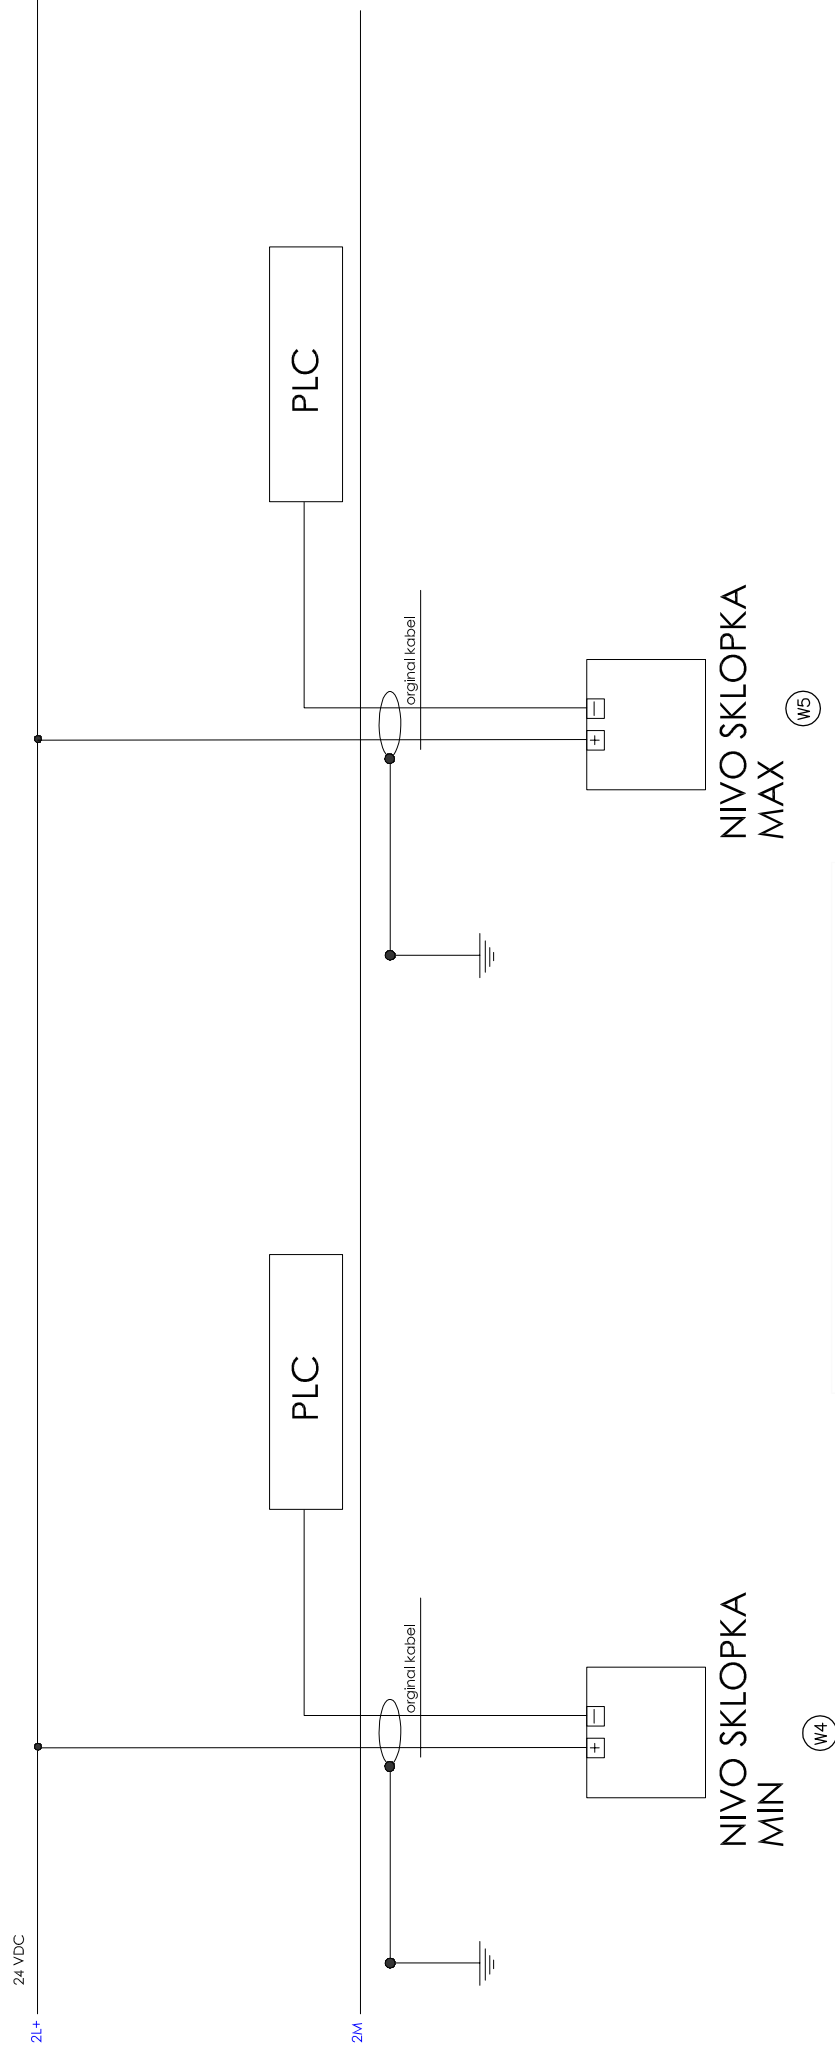 24 VDC
2L+
2M
PLC
PLC
orginal kabel
orginal kabel
+
−
+
−
NIVO SKLOPKA
MIN
W4
NIVO SKLOPKA
MAX
W5